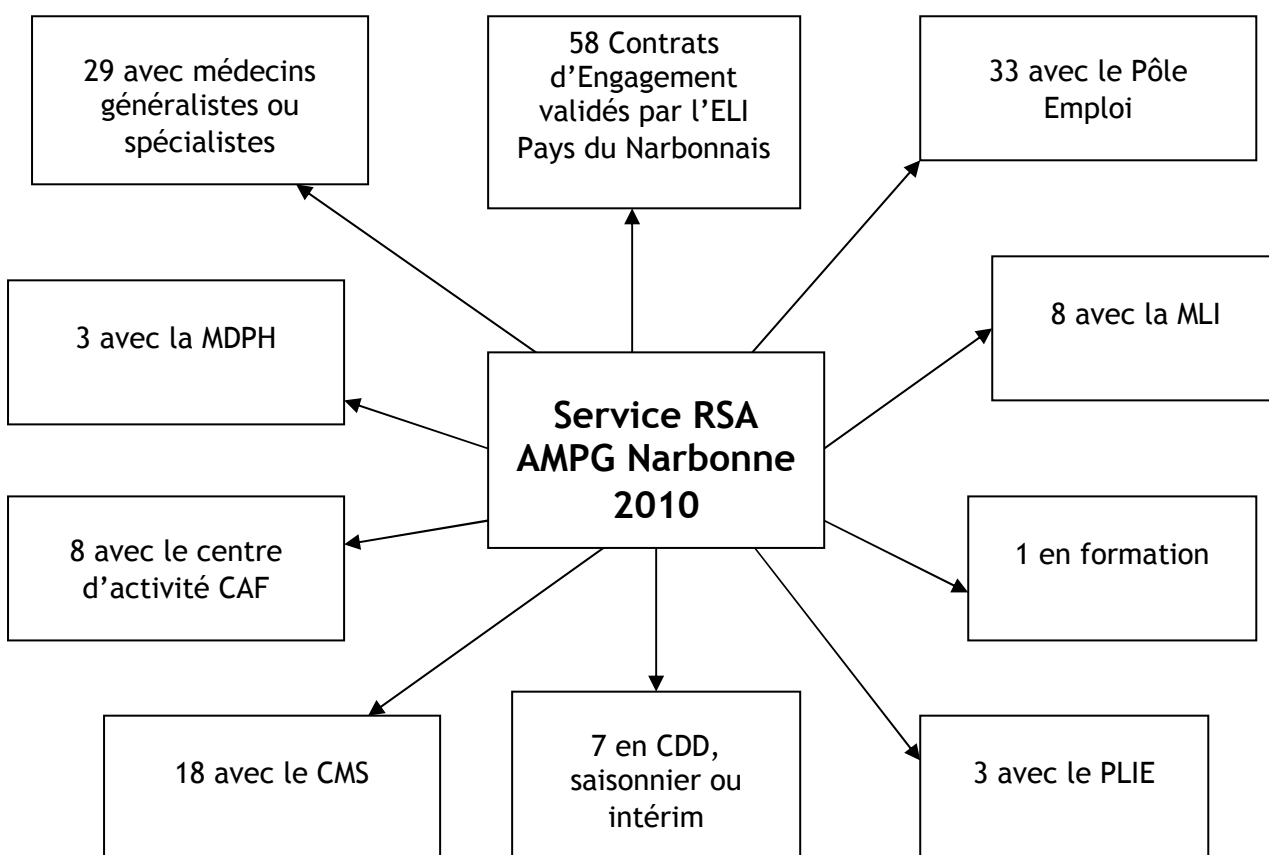 29 avec médecins
généralistes ou
spécialistes
58 Contrats
d’Engagement
validés par l’ELI
Pays du Narbonnais
33 avec le Pôle
Emploi
3 avec la MDPH
8 avec la MLI
Service RSA
AMPG Narbonne
2010
8 avec le centre
d’activité CAF
1 en formation
18 avec le CMS
7 en CDD,
saisonnier ou
intérim
3 avec le PLIE